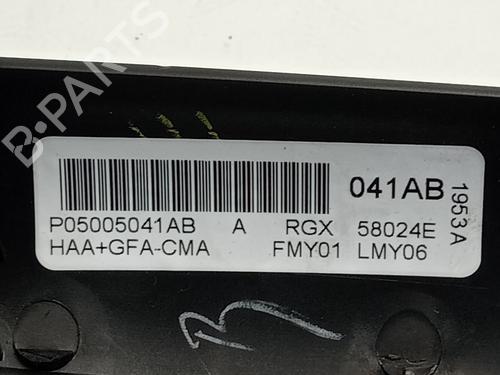 B-PARTS
041AB
1953A
P05005041AB A RGX 58024E
HAA+GFA-CMA FMY01 LMY06